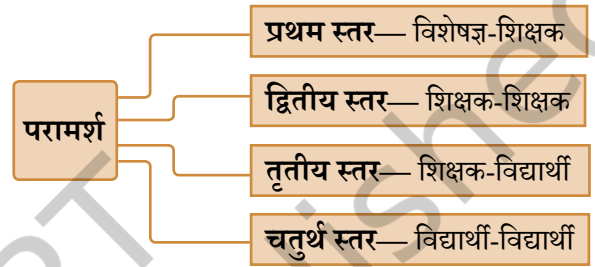 परामर्श
प्रथम स्तर— विशेषज्ञ-शिक्षक
द्वितीय स्तर— शिक्षक-शिक्षक
तृतीय स्तर— शिक्षक-विद्यार्थी
चतुर्थ स्तर— विद्यार्थी-विद्यार्थी